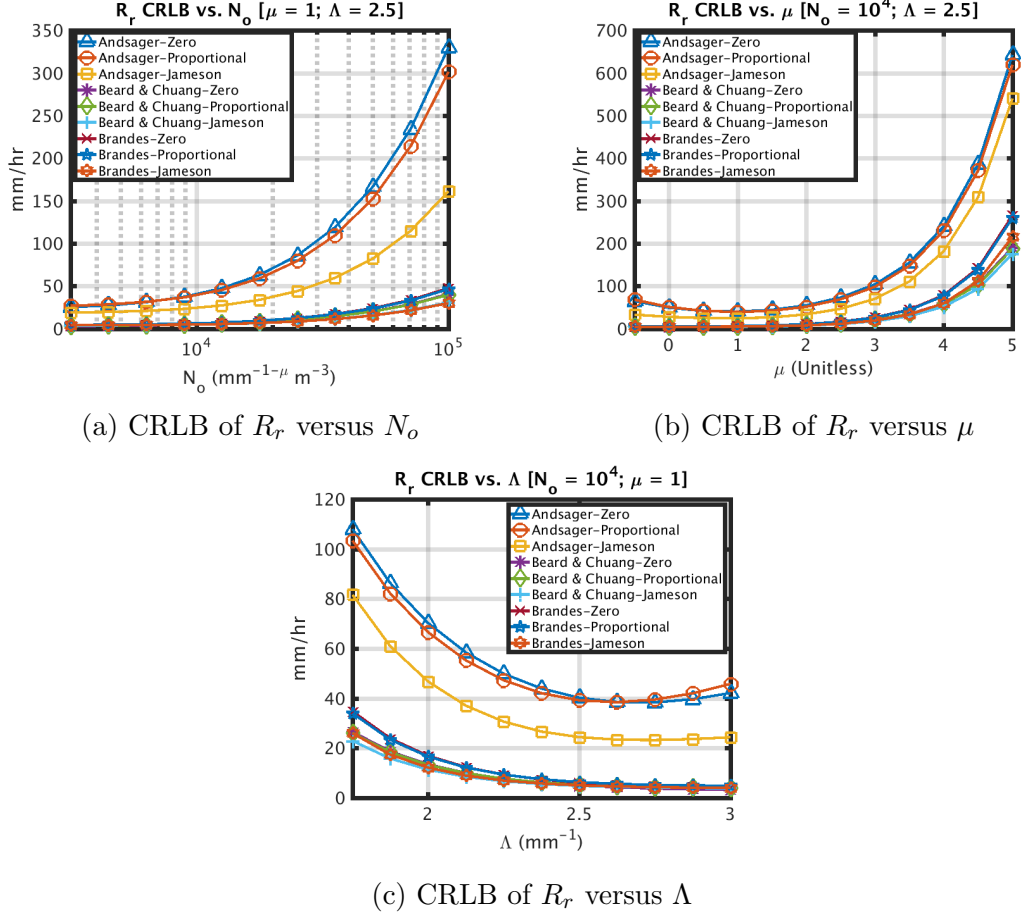 R_r CRLB vs. N_o [μ = 1; Λ = 2.5]
350
300
250
200
150
100
50
0
mm/hr
Andsager-Zero
Andsager-Proportional
Andsager-Jameson
Beard & Chuang-Zero
Beard & Chuang-Proportional
Beard & Chuang-Jameson
Brandes-Zero
Brandes-Proportional
Brandes-Jameson
10^4 10^5
N_o (mm^{-1-μ} m^{-3})
(a) CRLB of R_r versus N_o
R_r CRLB vs. μ [N_o = 10^4; Λ = 2.5]
700
600
500
400
300
200
100
0
mm/hr
Andsager-Zero
Andsager-Proportional
Andsager-Jameson
Beard & Chuang-Zero
Beard & Chuang-Proportional
Beard & Chuang-Jameson
Brandes-Zero
Brandes-Proportional
Brandes-Jameson
0 1 2 3 4 5
μ (Unitless)
(b) CRLB of R_r versus μ
R_r CRLB vs. Λ [N_o = 10^4; μ = 1]
120
100
80
60
40
20
0
mm/hr
Andsager-Zero
Andsager-Proportional
Andsager-Jameson
Beard & Chuang-Zero
Beard & Chuang-Proportional
Beard & Chuang-Jameson
Brandes-Zero
Brandes-Proportional
Brandes-Jameson
2 2.5 3
Λ (mm^{-1})
(c) CRLB of R_r versus Λ